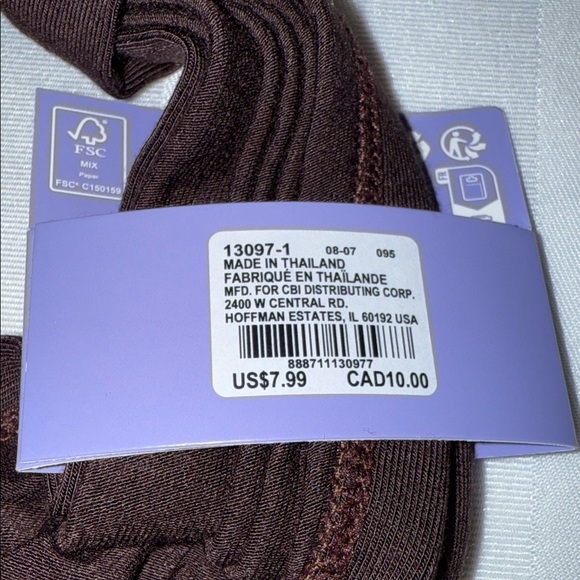 FSC
MIX
Paper
FSC® C150159
FR
13097-1 08-07 095
MADE IN THAILAND
FABRIQUÉ EN THAÏLANDE
MFD. FOR CBI DISTRIBUTING CORP.
2400 W CENTRAL RD.
HOFFMAN ESTATES, IL 60192 USA
888711130977
US$7.99 CAD10.00